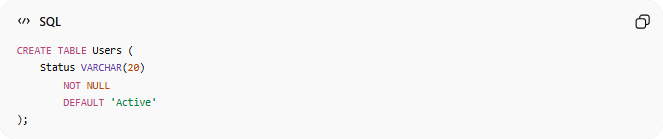 SQL
CREATE TABLE Users (
    Status VARCHAR(20)
        NOT NULL
        DEFAULT 'Active'
);